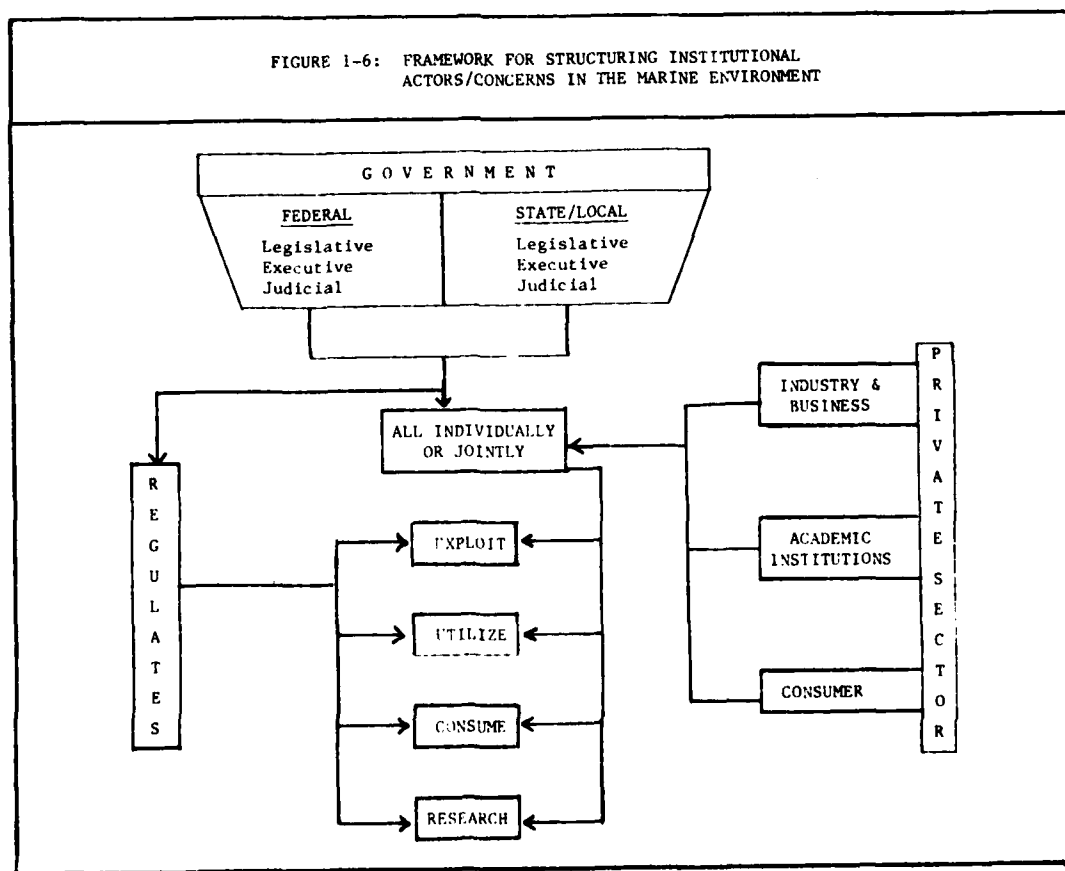 FIGURE 1-6: FRAMEWORK FOR STRUCTURING INSTITUTIONAL
ACTORS/CONCERNS IN THE MARINE ENVIRONMENT
GOVERNMENT
FEDERAL
Legislative
Executive
Judicial
STATE/LOCAL
Legislative
Executive
Judicial
ALL INDIVIDUALLY
OR JOINTLY
REGULATES
EXPLOIT
UTILIZE
CONSUME
RESEARCH
INDUSTRY &
BUSINESS
ACADEMIC
INSTITUTIONS
CONSUMER
PRIVATE SECTOR